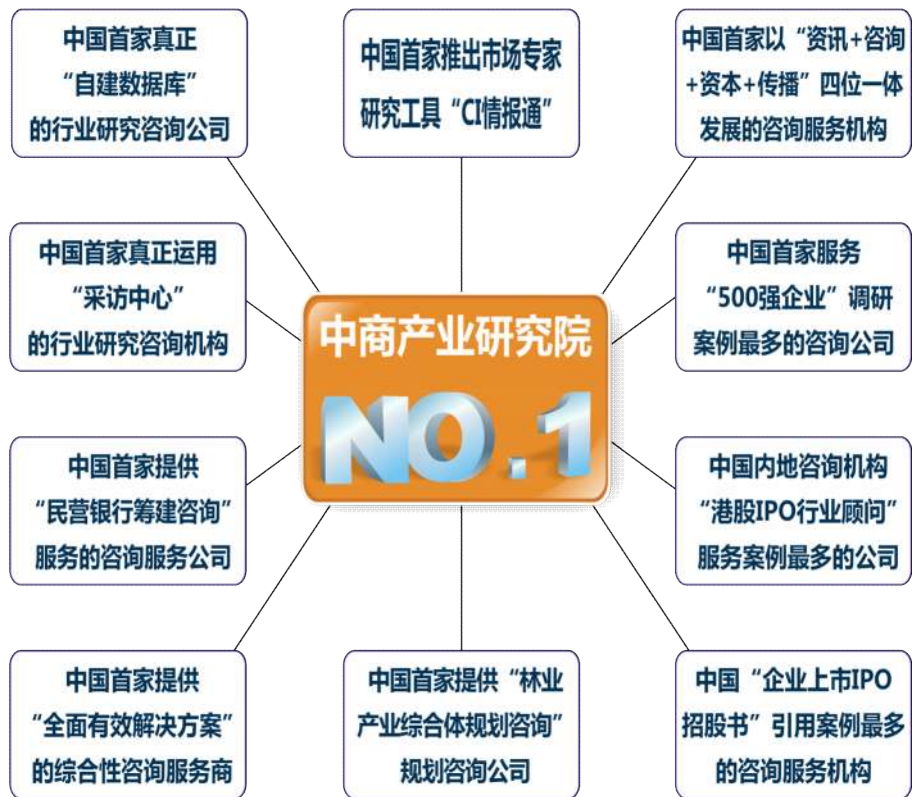 中国首家真正
“自建数据库”
的行业研究咨询公司
中国首家推出市场专家
研究工具“CI情报通”
中国首家以“资讯+咨询
+资本+传播”四位一体
发展的咨询服务机构
中国首家真正运用
“采访中心”
的行业研究咨询机构
中国首家服务
“500强企业”调研
案例最多的咨询公司
中商产业研究院
NO.1
中国首家提供
“民营银行筹建咨询”
服务的咨询服务公司
中国内地咨询机构
“港股IPO行业顾问”
服务案例最多的公司
中国首家提供
“全面有效解决方案”
的综合性咨询服务商
中国首家提供“林业
产业综合体规划咨询”
规划咨询公司
中国“企业上市IPO
招股书”引用案例最多
的咨询服务机构